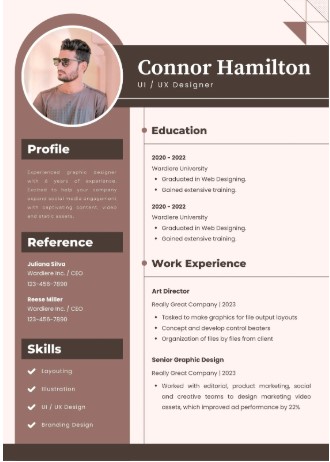 Connor Hamilton
UI / UX Designer
Profile
Experienced graphic designer
with 4 years of experience.
Excited to help your company
expand social media engagement
with captivating content, video
and static assets.
Reference
Juliana Silva
Wardiere Inc. / CEO
123-456-7890
Reese Miller
Wardiere Inc. / CEO
123-456-7890
Skills
Layouting
Illustration
UI / UX Design
Branding Design
Education
2020 - 2022
Wardiere University
Graduated in Web Designing.
Gained extensive training.
2020 - 2022
Wardiere University
Graduated in Web Designing.
Gained extensive training.
Work Experience
Art Director
Really Great Company | 2023
Tasked to make graphics for file output layouts
Concept and develop control beaters
Organization of files by files from client
Senior Graphic Design
Really Great Company | 2023
Worked with editorial, product marketing, social
and creative teams to design marketing video
assets, which improved ad performance by 22%